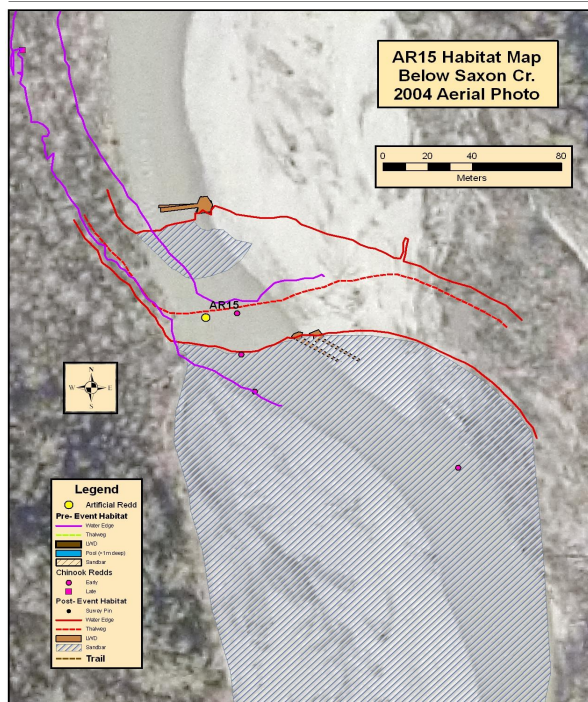 AR15 Habitat Map
Below Saxon Cr.
2004 Aerial Photo
0 20 40 80
Meters
AR15
N
W E
S
Legend
Artificial Redd
Pre- Event Habitat
Water Edge
Thalweg
LWD
Pool (>1m deep)
Sandbar
Chinook Redds
Early
Late
Post- Event Habitat
Survey Pin
Water Edge
Thalweg
LWD
Sandbar
Trail